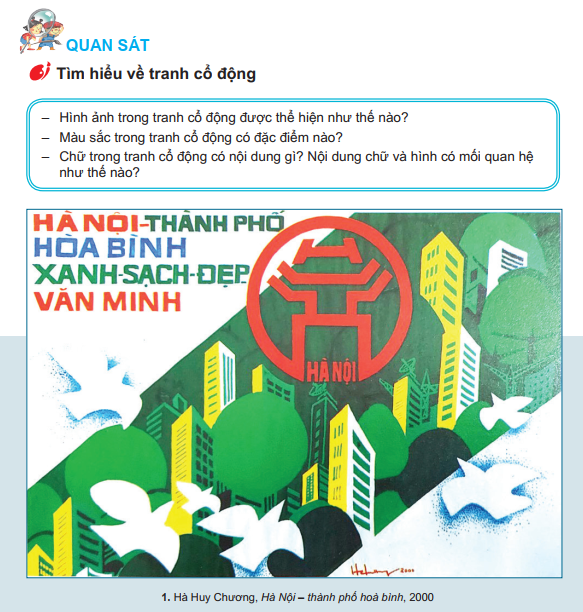 QUAN SÁT
Tìm hiểu về tranh cổ động
– Hình ảnh trong tranh cổ động được thể hiện như thế nào?
– Màu sắc trong tranh cổ động có đặc điểm nào?
– Chữ trong tranh cổ động có nội dung gì? Nội dung chữ và hình có mối quan hệ
như thế nào?
HÀ NỘI-THÀNH PHỐ
HÒA BÌNH
XANH-SẠCH-ĐẸP
VĂN MINH
HÀ NỘI
2000
1. Hà Huy Chương, Hà Nội – thành phố hoà bình, 2000